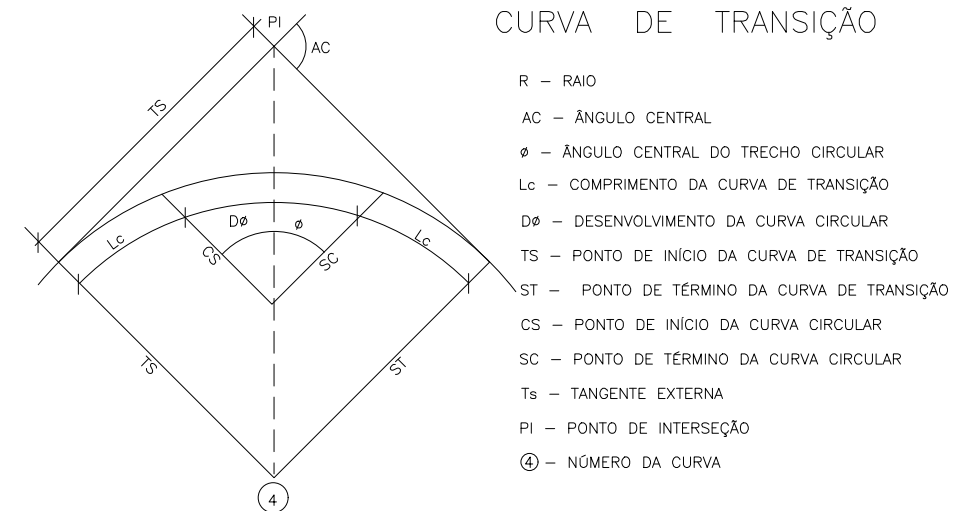 CURVA DE TRANSIÇÃO
PI
AC
TS
Lc
DØ
ø
Lc
CS
SC
TS
ST
4
R – RAIO
AC – ÂNGULO CENTRAL
ø – ÂNGULO CENTRAL DO TRECHO CIRCULAR
Lc – COMPRIMENTO DA CURVA DE TRANSIÇÃO
Dø – DESENVOLVIMENTO DA CURVA CIRCULAR
TS – PONTO DE INÍCIO DA CURVA DE TRANSIÇÃO
ST – PONTO DE TÉRMINO DA CURVA DE TRANSIÇÃO
CS – PONTO DE INÍCIO DA CURVA CIRCULAR
SC – PONTO DE TÉRMINO DA CURVA CIRCULAR
Ts – TANGENTE EXTERNA
PI – PONTO DE INTERSEÇÃO
④ – NÚMERO DA CURVA